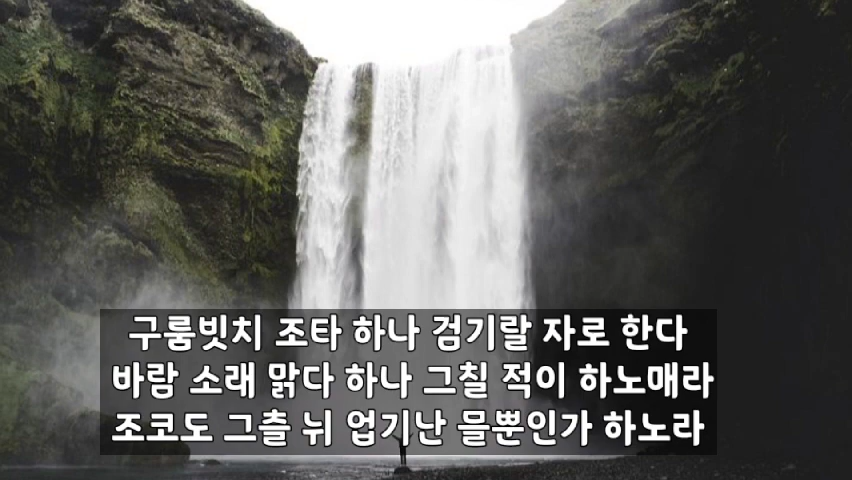 구룸빗치 조타 하나 검기랄 자로 한다
바람 소래 맑다 하나 그칠 적이 하노매라
조코도 그츨 뉘 업기난 믈뿐인가 하노라